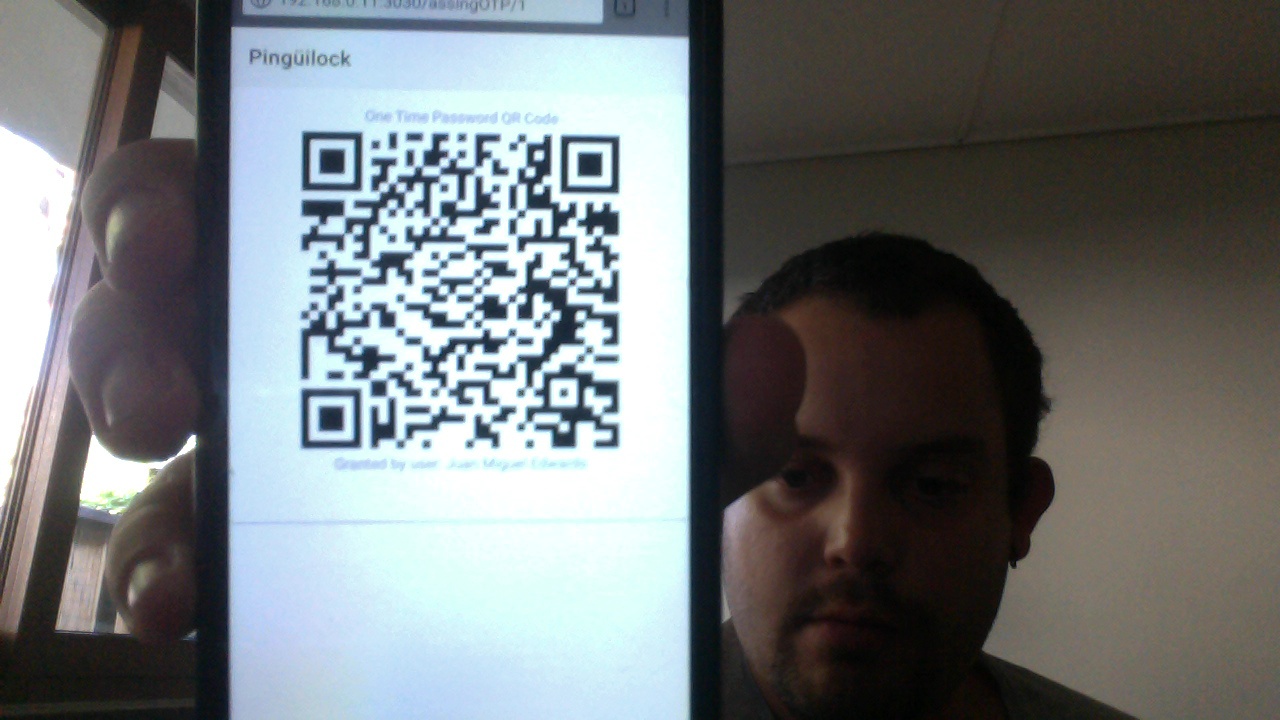 192.168.0.11:3030/assingOTP/1
Pingüilock
One Time Password QR Code
Granted by user: Juan Miguel Edwards